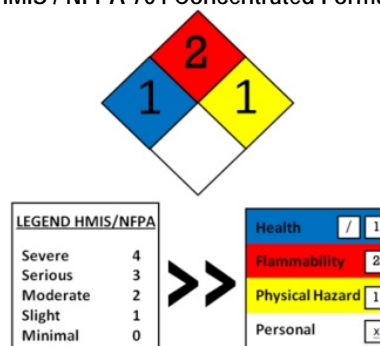 HMIS / NFPA 704 Concentrated Form
2
1 1
LEGEND HMIS/NFPA
Severe 4
Serious 3
Moderate 2
Slight 1
Minimal 0
>>
Health / 1
Flammability 2
Physical Hazard 1
Personal x